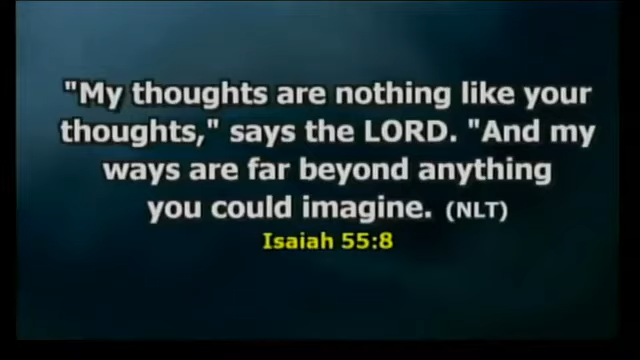 "My thoughts are nothing like your
thoughts," says the LORD. "And my
ways are far beyond anything
you could imagine. (NLT)
Isaiah 55:8